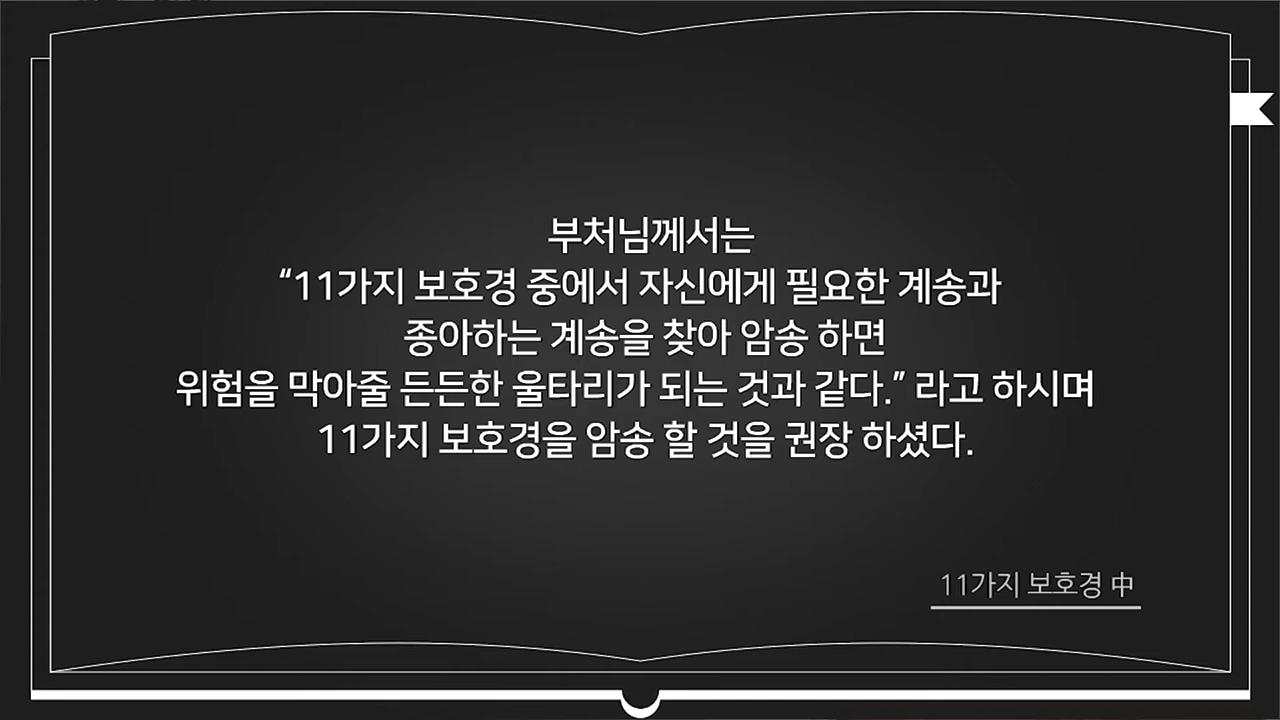 부처님께서는
“11가지 보호경 중에서 자신에게 필요한 계송과
종아하는 계송을 찾아 암송 하면
위험을 막아줄 든든한 울타리가 되는 것과 같다.” 라고 하시며
11가지 보호경을 암송 할 것을 권장 하셨다.
11가지 보호경 中